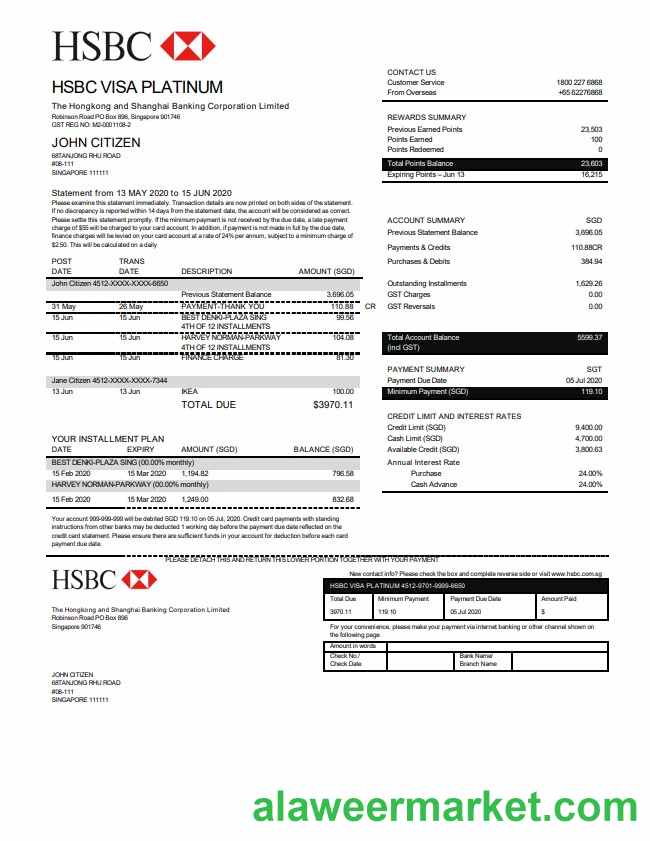 HSBC
HSBC VISA PLATINUM
The Hongkong and Shanghai Banking Corporation Limited
Robinson Road PO Box 896, Singapore 901746
GST REG NO: M2-0001108-2
JOHN CITIZEN
68TANJONG RHU ROAD
#08-111
SINGAPORE 111111
CONTACT US
Customer Service 1800 227 6868
From Overseas +65 62276868
REWARDS SUMMARY
Previous Earned Points 23,503
Points Earned 100
Points Redeemed 0
Total Points Balance 23,603
Expiring Points – Jun 13 16,215
Statement from 13 MAY 2020 to 15 JUN 2020
Please examine this statement immediately. Transaction details are now printed on both sides of the statement.
If no discrepancy is reported within 14 days from the statement date, the account will be considered as correct.
Please settle this statement promptly. If the minimum payment is not received by the due date, a late payment
charge of $55 will be charged to your card account. In addition, if payment is not made in full by the due date,
finance charges will be levied on your card account at a rate of 24% per annum, subject to a minimum charge of
$2.50. This will be calculated on a daily
ACCOUNT SUMMARY SGD
Previous Statement Balance 3,696.05
Payments & Credits 110.88CR
Purchases & Debits 384.94
Outstanding Installments 1,629.26
GST Charges 0.00
GST Reversals 0.00
Total Account Balance 5599.37
(incl GST)
POST TRANS
DATE DATE DESCRIPTION AMOUNT (SGD)
John Citizen 4512-XXXX-XXXX-6650
Previous Statement Balance 3,696.05
31 May 26 May PAYMENT-THANK YOU 110.88 CR
15 Jun 15 Jun BEST DENKI-PLAZA SING 99.56
4TH OF 12 INSTALLMENTS
15 Jun 15 Jun HARVEY NORMAN-PARKWAY 104.08
4TH OF 12 INSTALLMENTS
15 Jun 15 Jun FINANCE CHARGE 81.30
Jane Citizen 4512-XXXX-XXXX-7344
13 Jun 13 Jun IKEA 100.00
TOTAL DUE $3970.11
PAYMENT SUMMARY SGT
Payment Due Date 05 Jul 2020
Minimum Payment (SGD) 119.10
CREDIT LIMIT AND INTEREST RATES
Credit Limit (SGD) 9,400.00
Cash Limit (SGD) 4,700.00
Available Credit (SGD) 3,800.63
Annual Interest Rate
Purchase 24.00%
Cash Advance 24.00%
YOUR INSTALLMENT PLAN
DATE EXPIRY AMOUNT (SGD) BALANCE (SGD)
BEST DENKI-PLAZA SING (00.00% monthly)
15 Feb 2020 15 Mar 2020 1,194.82 796.58
HARVEY NORMAN-PARKWAY (00.00% monthly)
15 Feb 2020 15 Mar 2020 1,249.00 832.68
Your account 999-999-999 will be debited SGD 119:10 on 05 Jul, 2020. Credit card payments with standing
instructions from other banks may be deducted 1 working day before the payment due date reflected on the
credit card statement. Please ensure there are sufficient funds in your account for deduction before each card
payment due date.
PLEASE DETACH THIS AND RETURN THIS LOWER PORTION TOGETHER WITH YOUR PAYMENT
HSBC
The Hongkong and Shanghai Banking Corporation Limited
Robinson Road PO Box 896
Singapore 901746
New contact info? Please check the box and complete reverse side or visit www.hsbc.com.sg
HSBC VISA PLATINUM #4512-9701-9999-6650
Total Due Minimum Payment Payment Due Date Amount Paid
3970.11 119.10 05 Jul 2020 $
For your convenience, please make your payment via internet banking or other channel shown on
the following page.
Amount in words
Check No./ Bank Name/
Check Date Branch Name
JOHN CITIZEN
68TANJONG RHU ROAD
#08-111
SINGAPORE 111111
alaweermarket.com